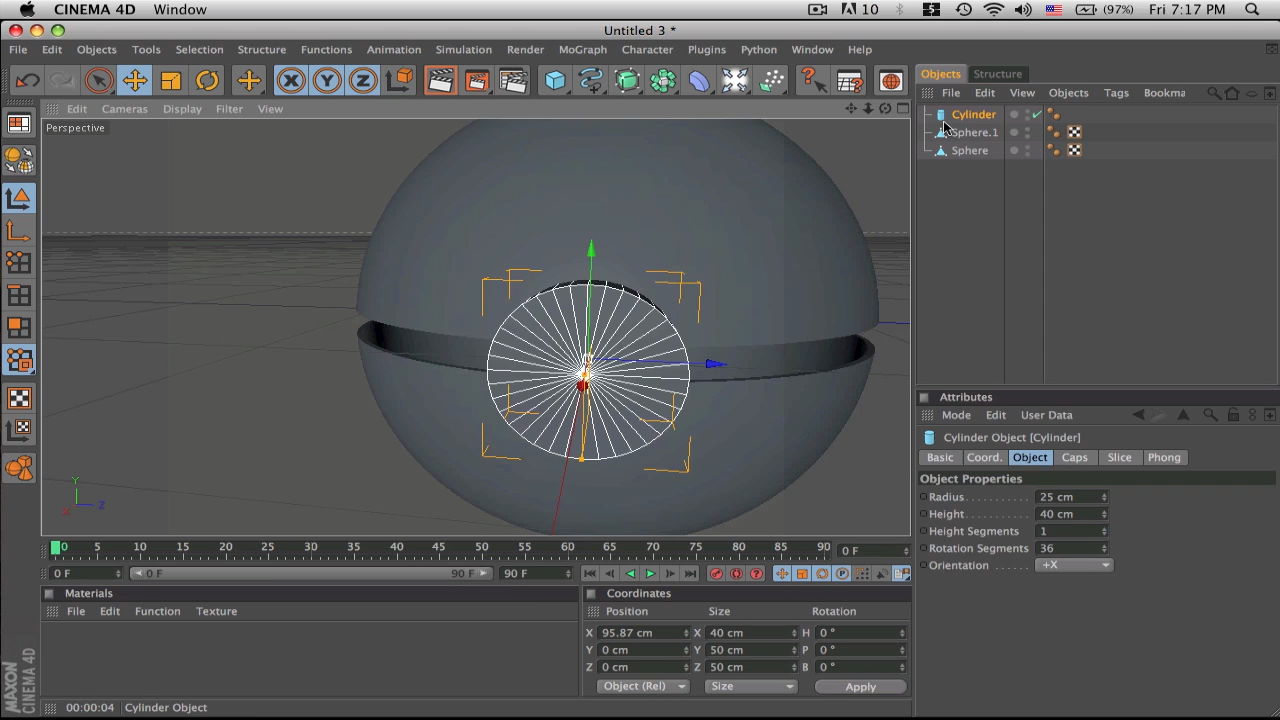 CINEMA 4D Window 10 (97%) Fri 7:17 PM
Untitled 3 *
File Edit Objects Tools Selection Structure Functions Animation Simulation Render MoGraph Character Plugins Python Window Help
X Y Z
Objects Structure
File Edit View Objects Tags Bookma
Edit Cameras Display Filter View
Perspective
Cylinder
Sphere.1
Sphere
Y
X Z
Attributes
Mode Edit User Data
Cylinder Object [Cylinder]
Basic Coord. Object Caps Slice Phong
Object Properties
Radius 25 cm
Height 40 cm
Height Segments 1
Rotation Segments 36
Orientation +X
0 5 10 15 20 25 30 35 40 45 50 55 60 65 70 75 80 85 90 0 F
0 F 0 F 90 F 90 F
Materials
File Edit Function Texture
Coordinates
Position Size Rotation
X 95.87 cm X 40 cm H 0 °
Y 0 cm Y 50 cm P 0 °
Z 0 cm Z 50 cm B 0 °
Object (Rel) Size Apply
MAXON
CINEMA 4D
00:00:04 Cylinder Object